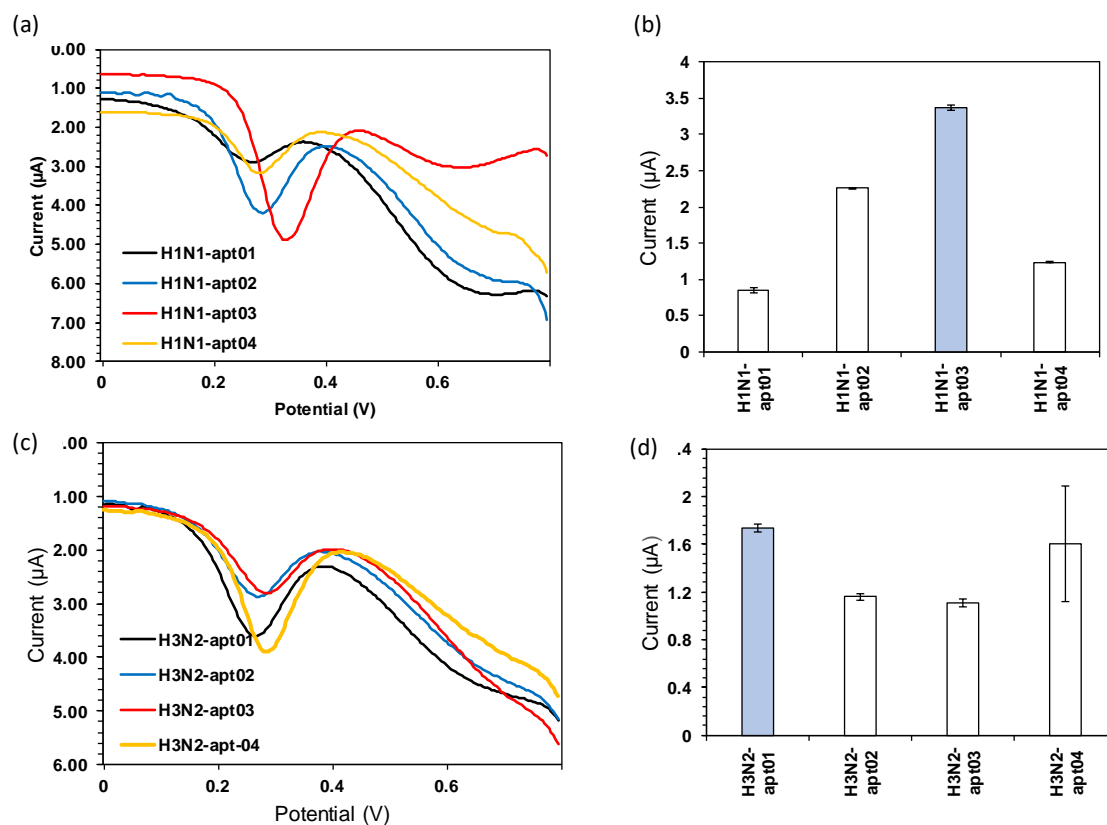 (a)
0.00
1.00
2.00
3.00
4.00
5.00
6.00
7.00
8.00
Current (µA)
H1N1-apt01
H1N1-apt02
H1N1-apt03
H1N1-apt04
0 0.2 0.4 0.6
Potential (V)
(b)
4
3.5
3
2.5
2
1.5
1
0.5
0
Current (µA)
H1N1-
apt01
H1N1-
apt02
H1N1-
apt03
H1N1-
apt04
(c)
.00
1.00
2.00
3.00
4.00
5.00
6.00
Current (µA)
H3N2-apt01
H3N2-apt02
H3N2-apt03
H3N2-apt-04
0 0.2 0.4 0.6
Potential (V)
(d)
.4
2
1.6
1.2
0.8
0.4
0
Current (µA)
H3N2-
apt01
H3N2-
apt02
H3N2-
apt03
H3N2-
apt04